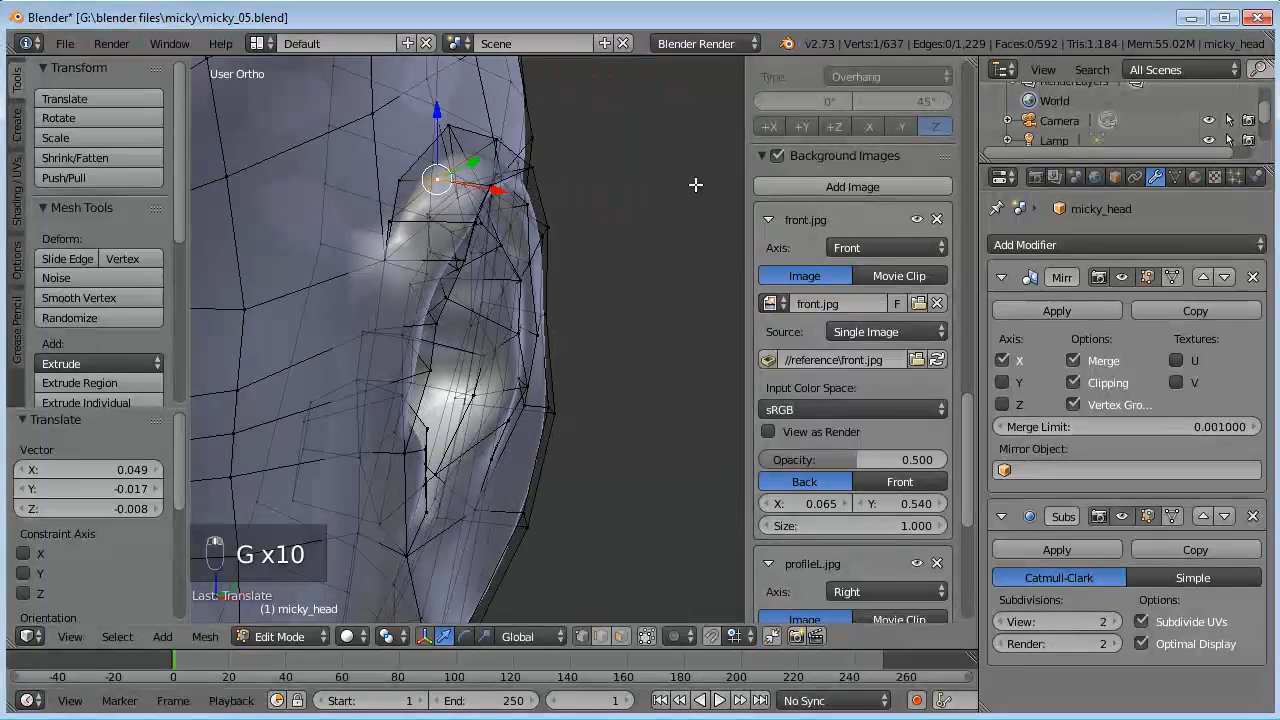 Blender* [G:\blender files\micky\micky_05.blend]
File Render Window Help Default Scene Blender Render v2.73 | Verts:1/637 | Edges:0/1,229 | Faces:0/592 | Tris:1,184 | Mem:55.02M | micky_head
Tools
Create
Shading / UVs
Options
Grease Pencil
Transform
Translate
Rotate
Scale
Shrink/Fatten
Push/Pull
Mesh Tools
Deform:
Slide Edge Vertex
Noise
Smooth Vertex
Randomize
Add:
Extrude
Extrude Region
Extrude Individual
Translate
Vector
X: 0.049
Y: -0.017
Z: -0.008
Constraint Axis
X
Y
Z
Orientation
User Ortho
G x10
Last: Translate
(1) micky_head
Type: Overhang
0° 45°
+X +Y +Z -X -Y -Z
Background Images
Add Image
front.jpg
Axis: Front
Image Movie Clip
front.jpg F
Source: Single Image
//reference\front.jpg
Input Color Space:
sRGB
View as Render
Opacity: 0.500
Back Front
X: 0.065 Y: 0.540
Size: 1.000
profileL.jpg
Axis: Right
Image Movie Clip
View Search All Scenes
RenderLayers
World
Camera
Lamp
micky_head
Add Modifier
Mirr
Apply Copy
Axis: Options: Textures:
X Merge U
Y Clipping V
Z Vertex Gro...
Merge Limit: 0.001000
Mirror Object:
Subs
Apply Copy
Catmull-Clark Simple
Subdivisions: Options:
View: 2 Subdivide UVs
Render: 2 Optimal Display
View Select Add Mesh Edit Mode Global
-40 -20 0 20 40 60 80 100 120 140 160 180 200 220 240 260
View Marker Frame Playback Start: 1 End: 250 1 No Sync